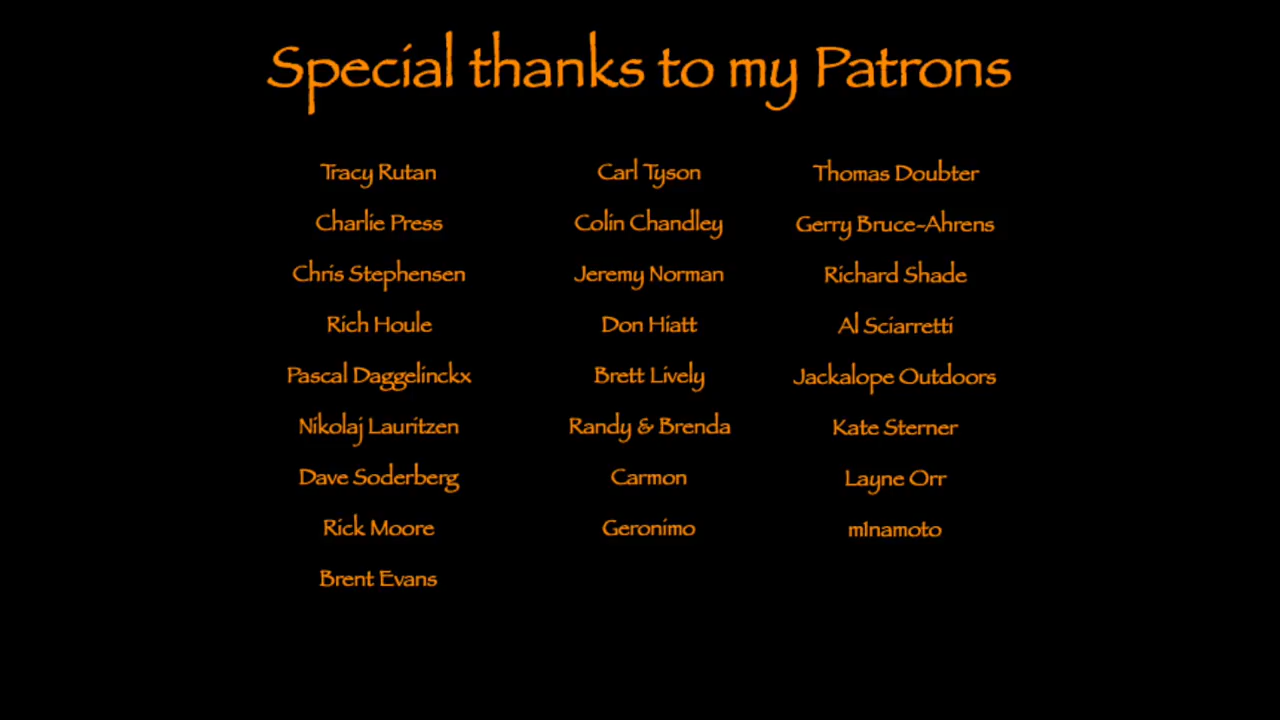 Special thanks to my Patrons
Tracy Rutan
Charlie Press
Chris Stephensen
Rich Houle
Pascal Daggelinckx
Nikolaj Lauritzen
Dave Soderberg
Rick Moore
Brent Evans
Carl Tyson
Colin Chandley
Jeremy Norman
Don Hiatt
Brett Lively
Randy & Brenda
Carmon
Geronimo
Thomas Doubter
Gerry Bruce-Ahrens
Richard Shade
Al Sciarretti
Jackalope Outdoors
Kate Sterner
Layne Orr
m1namoto